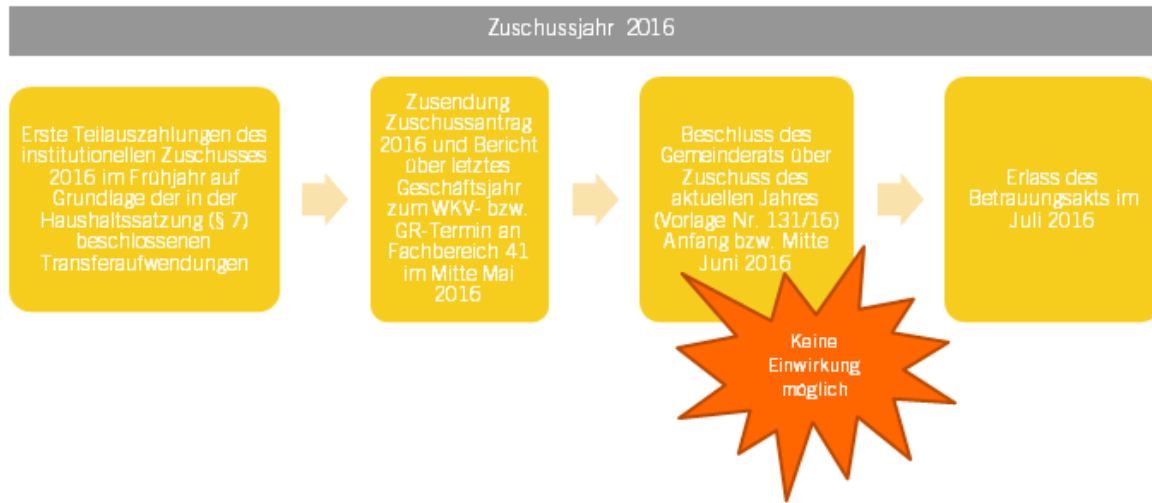 Zuschussjahr 2016
Erste Teilauszahlungen des
institutionellen Zuschusses
2016 im Frühjahr auf
Grundlage der in der
Haushaltssatzung (§ 7)
beschlossenen
Transferaufwendungen
Zusendung
Zuschussantrag
2016 und Bericht
über letztes
Geschäftsjahr
zum WKV- bzw.
GR-Termin an
Fachbereich 41
im Mitte Mai
2016
Beschluss des
Gemeinderats über
Zuschuss des
aktuellen Jahres
(Vorlage Nr. 131/16)
Anfang bzw. Mitte
Juni 2016
Keine
Einwirkung
möglich
Erlass des
Betrauungsakts im
Juli 2016